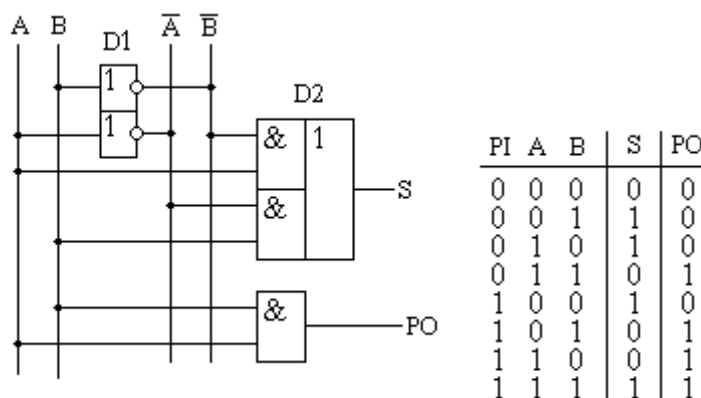 A B A̅ B̅
D1
1
1
D2
& 1
&
S
&
PO
PI A B S PO
0 0 0 0 0
0 0 1 1 0
0 1 0 1 0
0 1 1 0 1
1 0 0 1 0
1 0 1 0 1
1 1 0 0 1
1 1 1 1 1